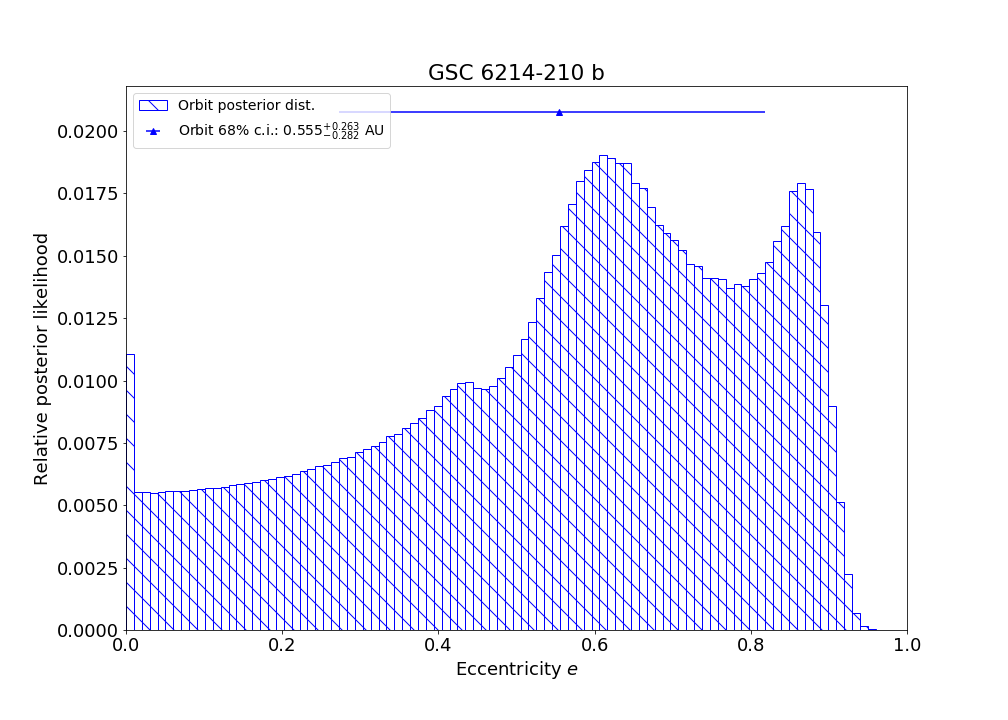 GSC 6214-210 b
Orbit posterior dist.
Orbit 68% c.i.: 0.555+0.263 −0.282 AU
Relative posterior likelihood
0.0200
0.0175
0.0150
0.0125
0.0100
0.0075
0.0050
0.0025
0.0000
0.0 0.2 0.4 0.6 0.8 1.0
Eccentricity e